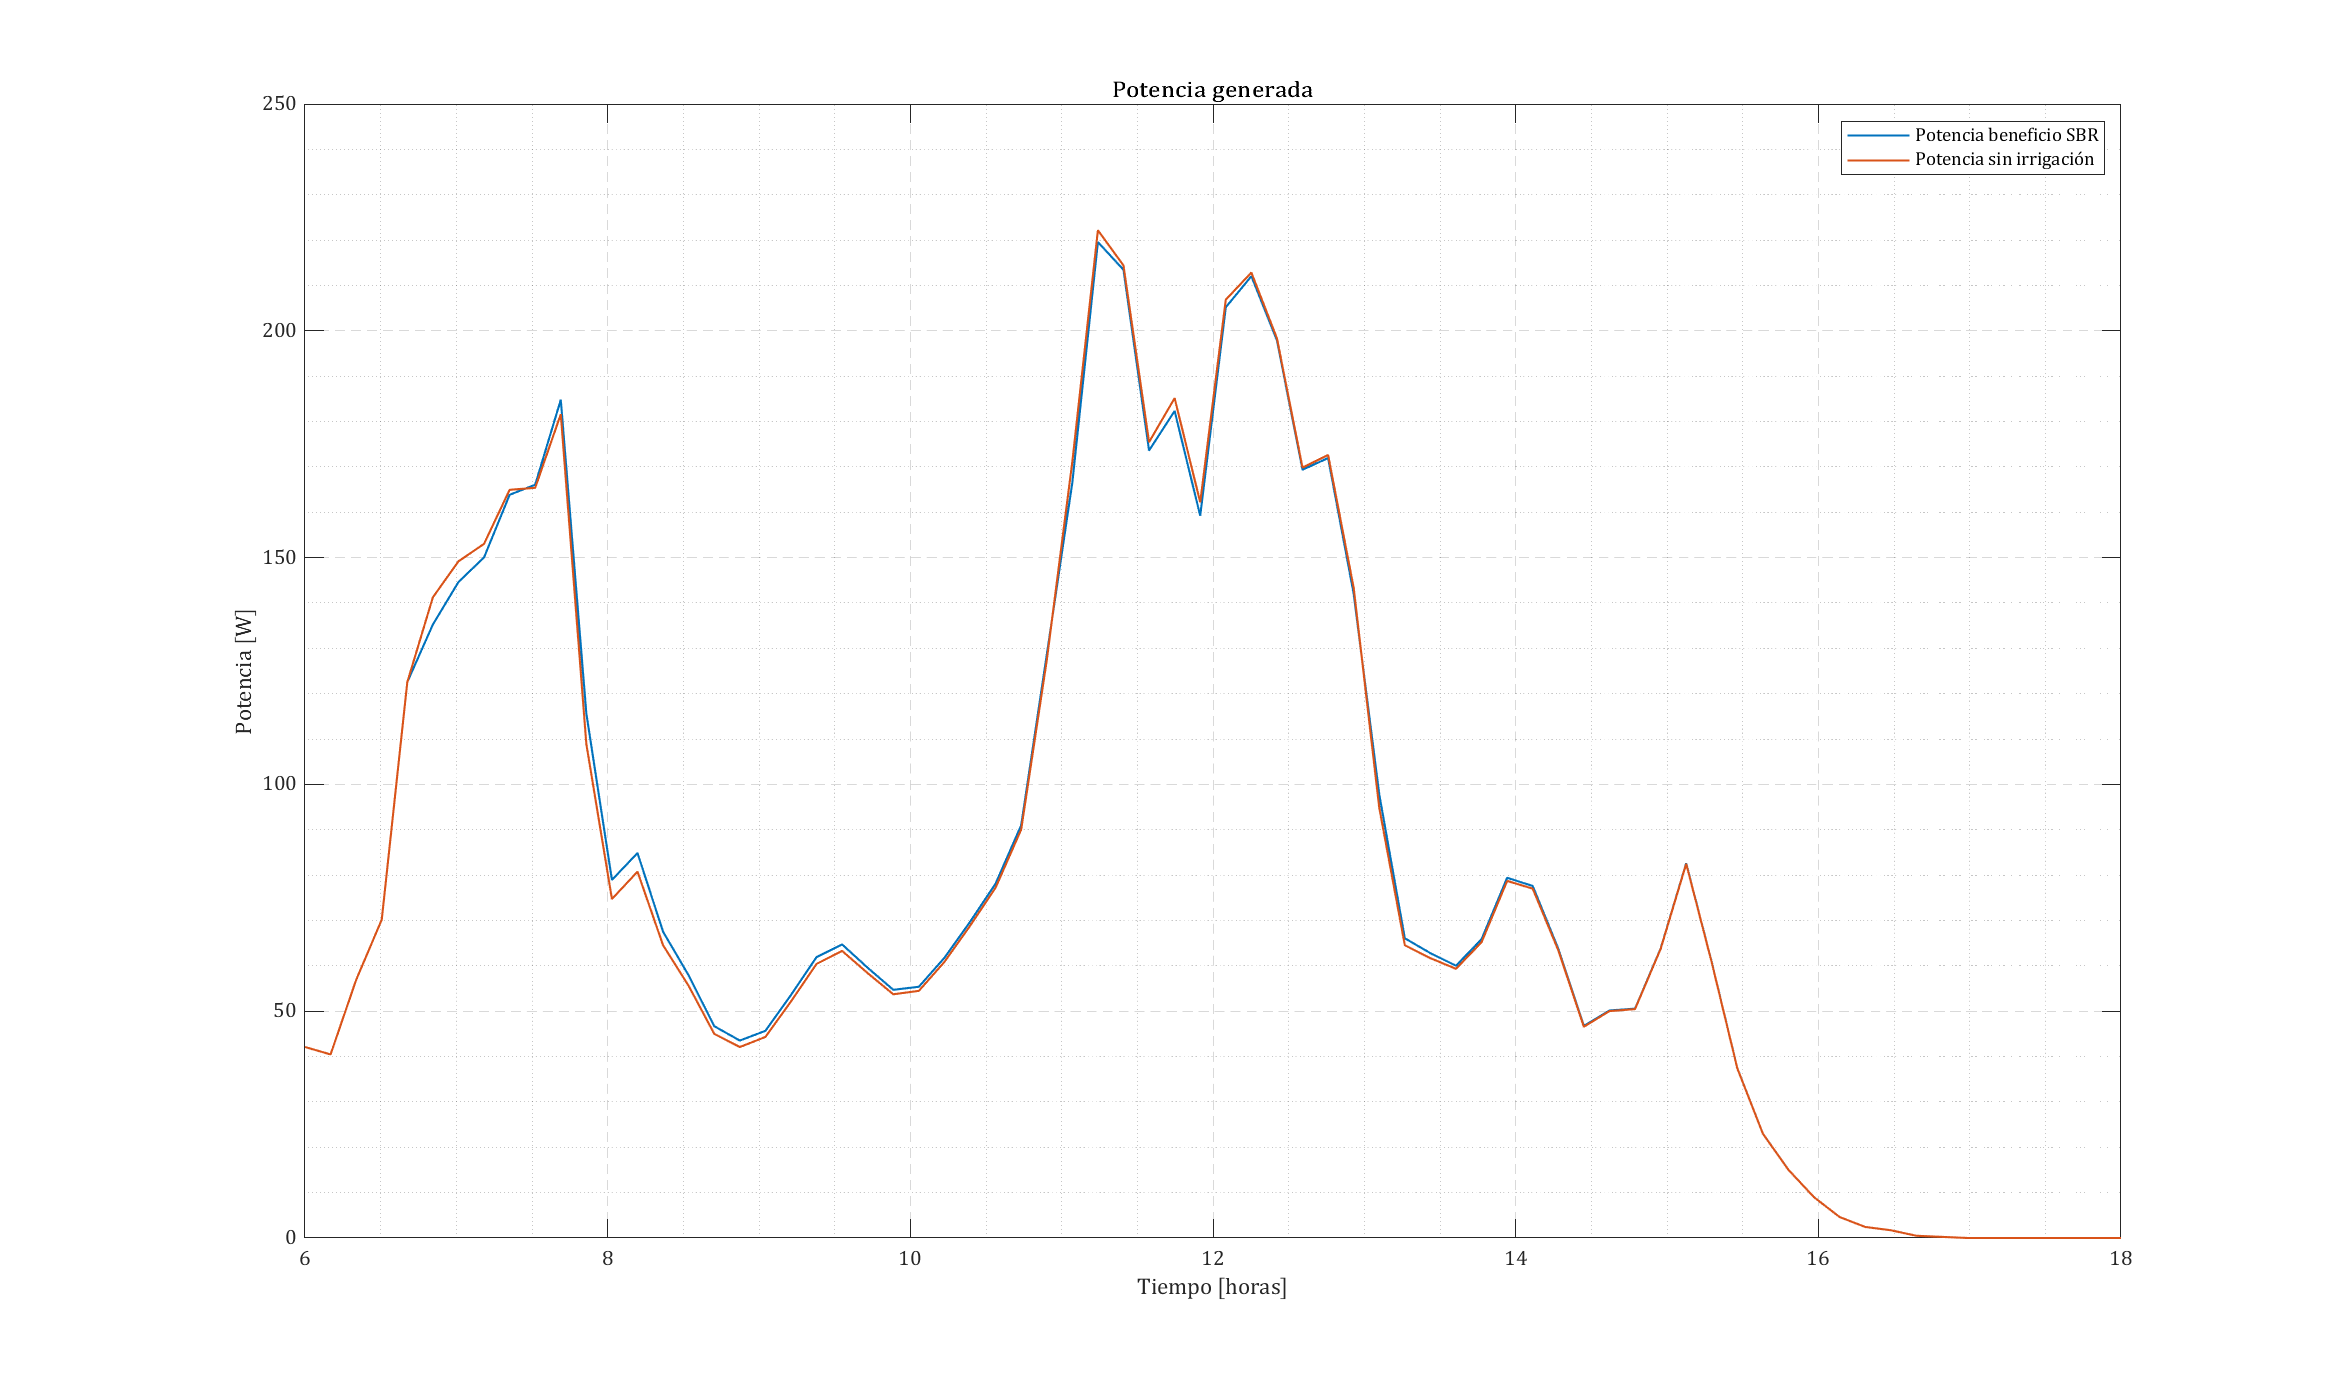 Potencia generada
250
200
150
100
50
0
Potencia [W]
Potencia beneficio SBR
Potencia sin irrigación
6 8 10 12 14 16 18
Tiempo [horas]